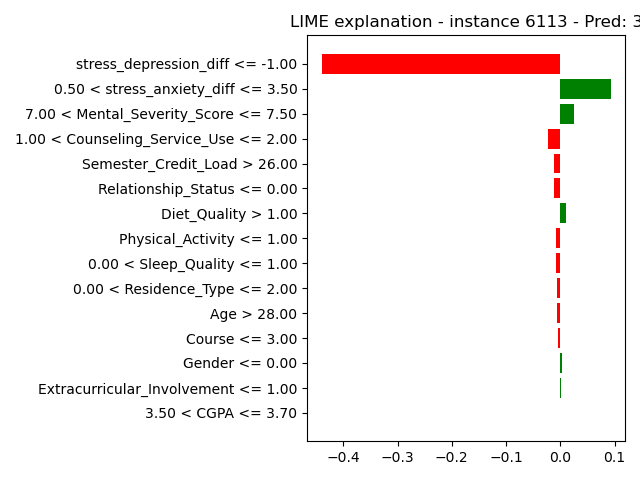 LIME explanation - instance 6113 - Pred: 3
stress_depression_diff <= -1.00
0.50 < stress_anxiety_diff <= 3.50
7.00 < Mental_Severity_Score <= 7.50
1.00 < Counseling_Service_Use <= 2.00
Semester_Credit_Load > 26.00
Relationship_Status <= 0.00
Diet_Quality > 1.00
Physical_Activity <= 1.00
0.00 < Sleep_Quality <= 1.00
0.00 < Residence_Type <= 2.00
Age > 28.00
Course <= 3.00
Gender <= 0.00
Extracurricular_Involvement <= 1.00
3.50 < CGPA <= 3.70
−0.4 −0.3 −0.2 −0.1 0.0 0.1